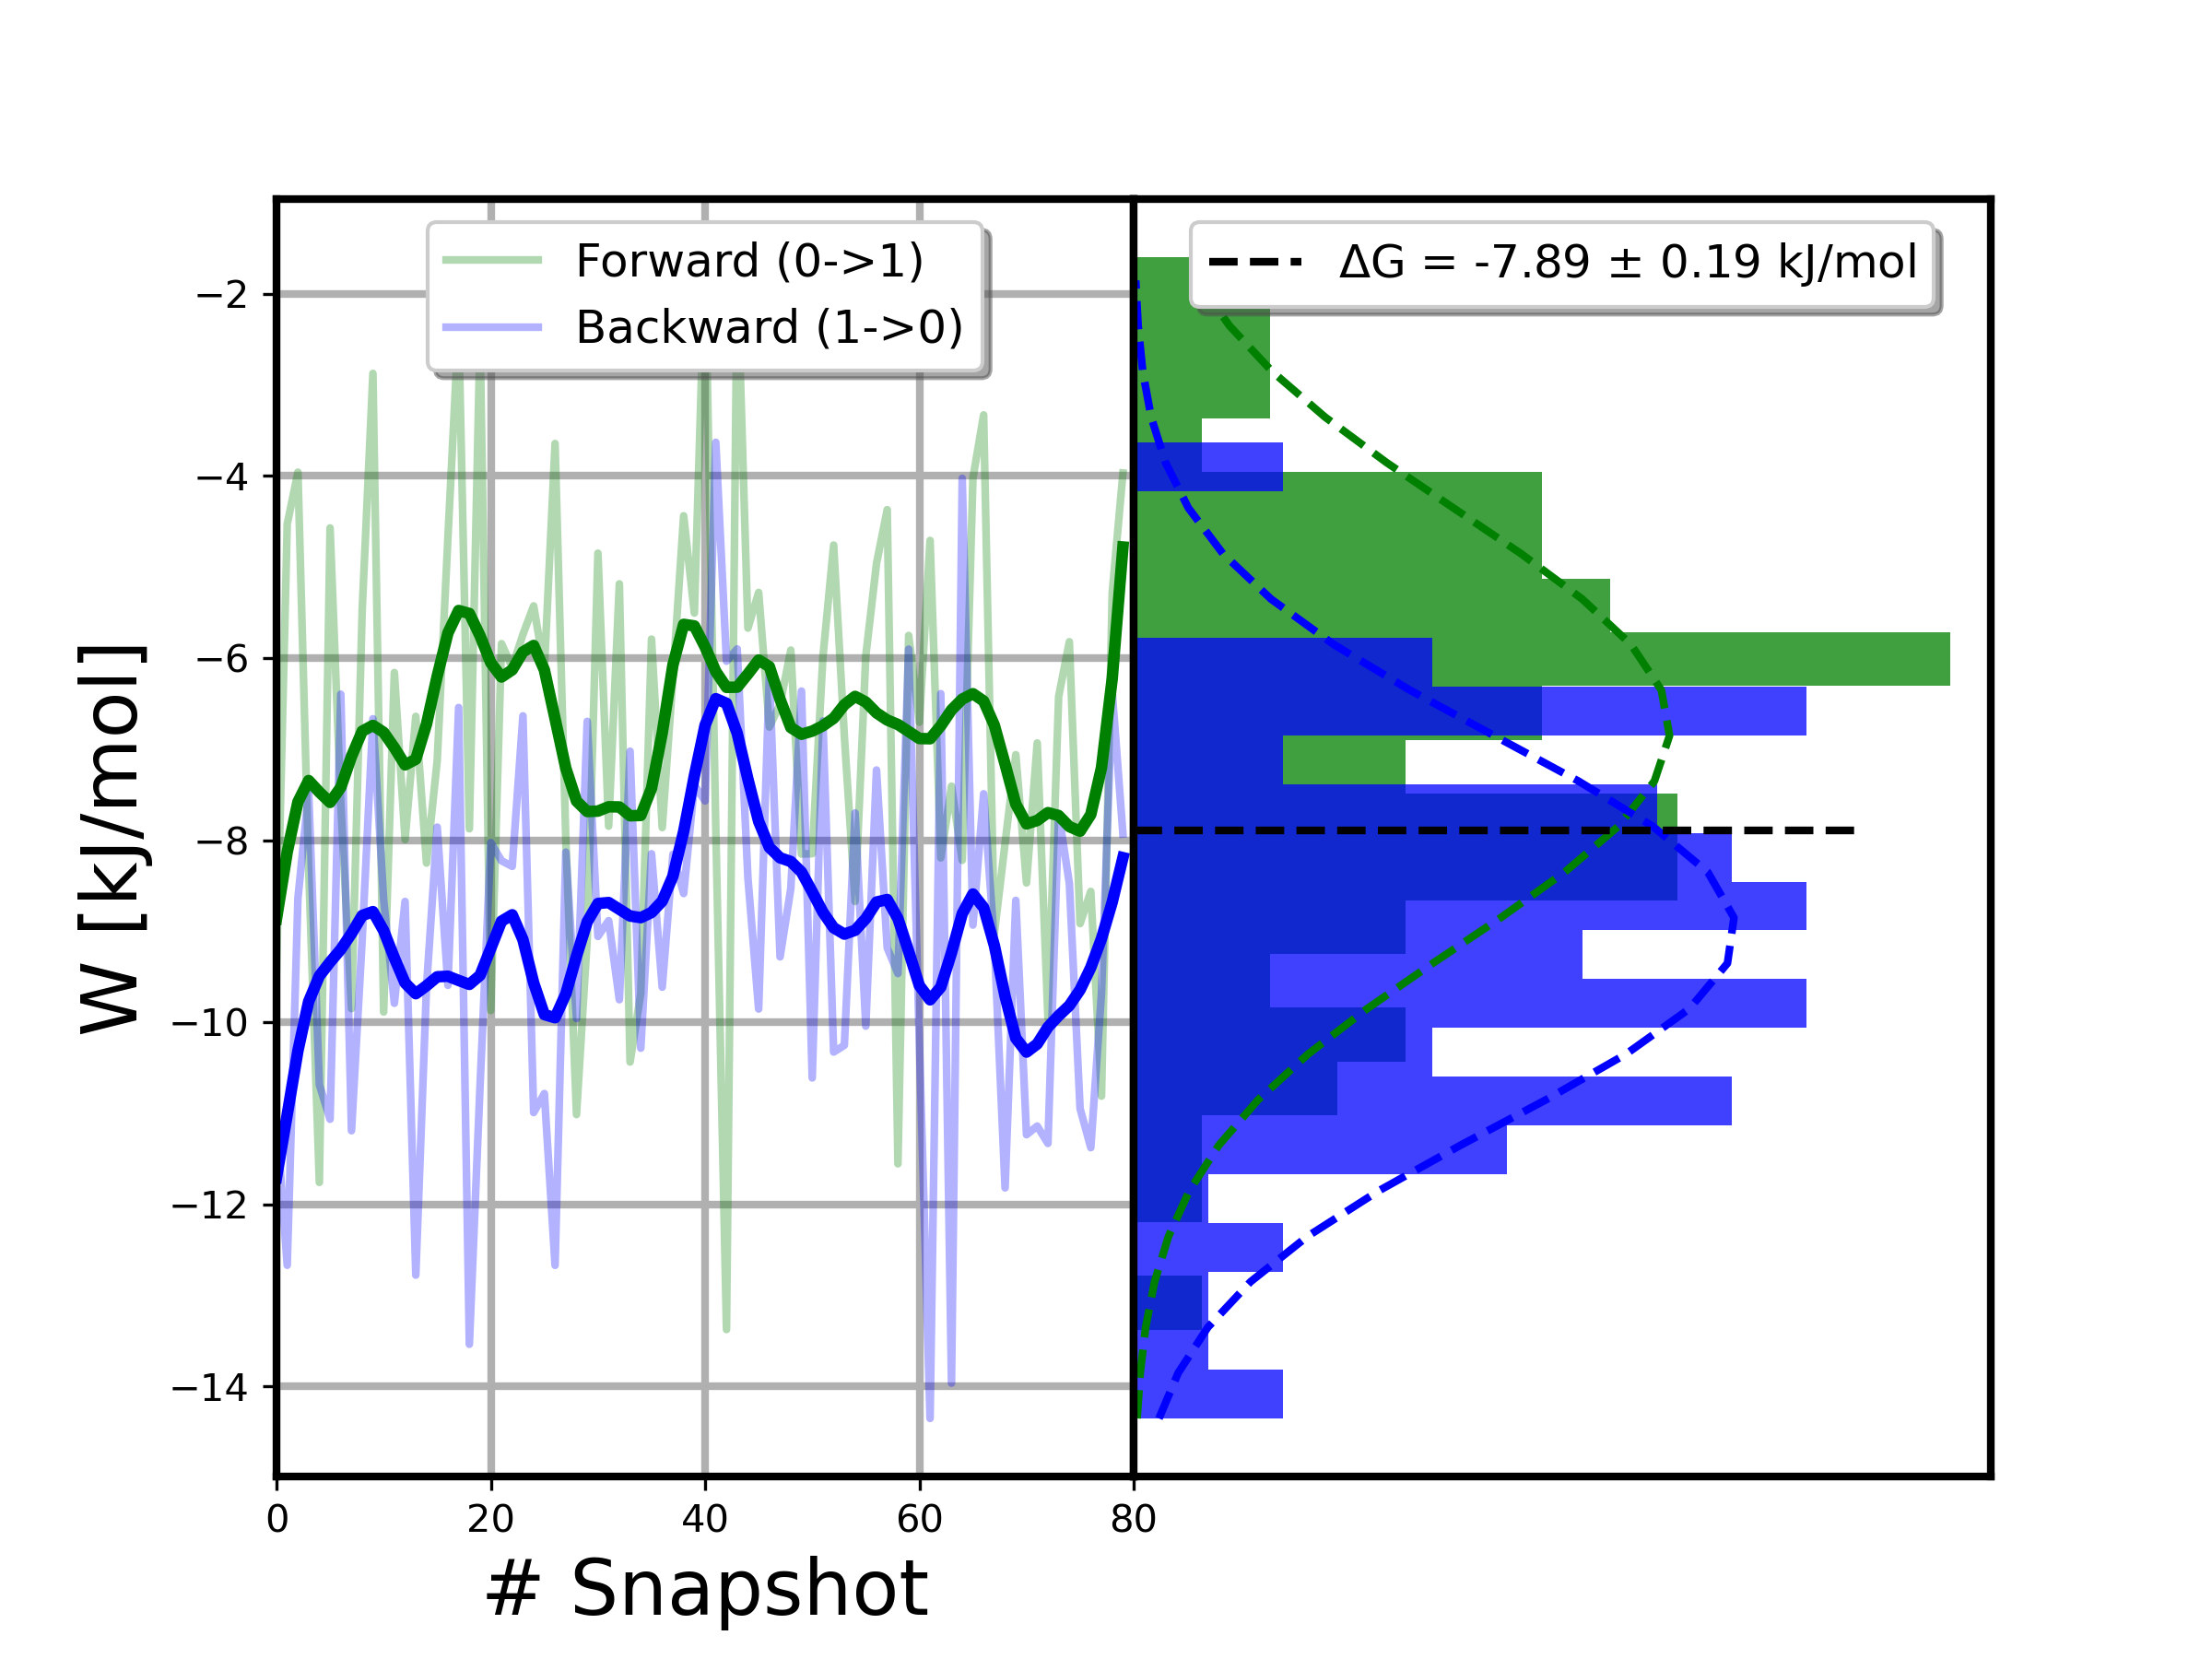 Forward (0->1)
Backward (1->0)
ΔG = -7.89 ± 0.19 kJ/mol
W [kJ/mol]
−2
−4
−6
−8
−10
−12
−14
0 20 40 60 80
# Snapshot